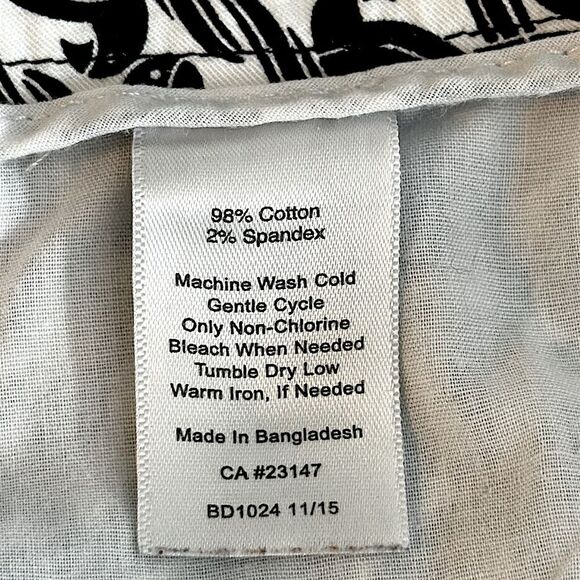 98% Cotton
2% Spandex
Machine Wash Cold
Gentle Cycle
Only Non-Chlorine
Bleach When Needed
Tumble Dry Low
Warm Iron, If Needed
Made In Bangladesh
CA #23147
BD1024 11/15